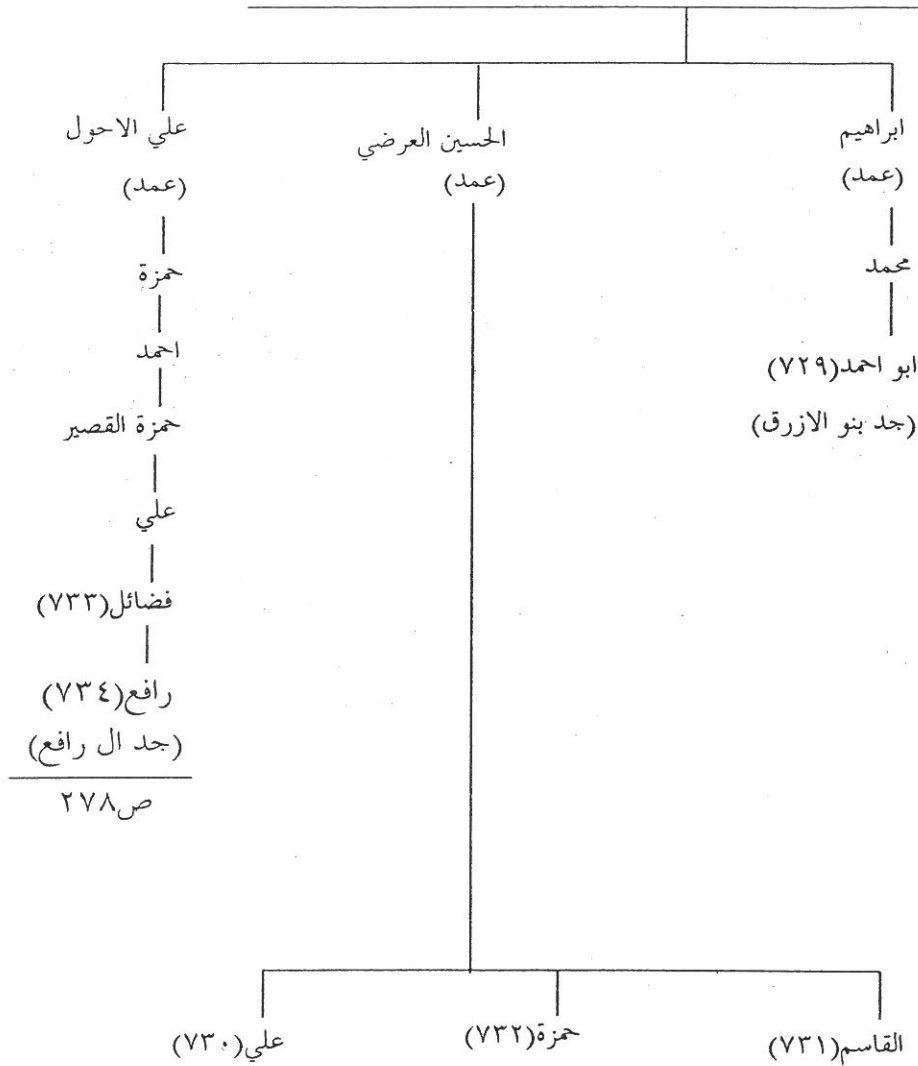 ابراهيم
(عمد)
محمد
ابو احمد(٧٢٩)
(جد بنو الازرق)
الحسين العرضي
(عمد)
القاسم(٧٣١)
حمزة(٧٣٢)
علي(٧٣٠)
علي الاحول
(عمد)
حمزة
احمد
حمزة القصير
علي
فضائل(٧٣٣)
رافع(٧٣٤)
(جد ال رافع)
ص٢٧٨